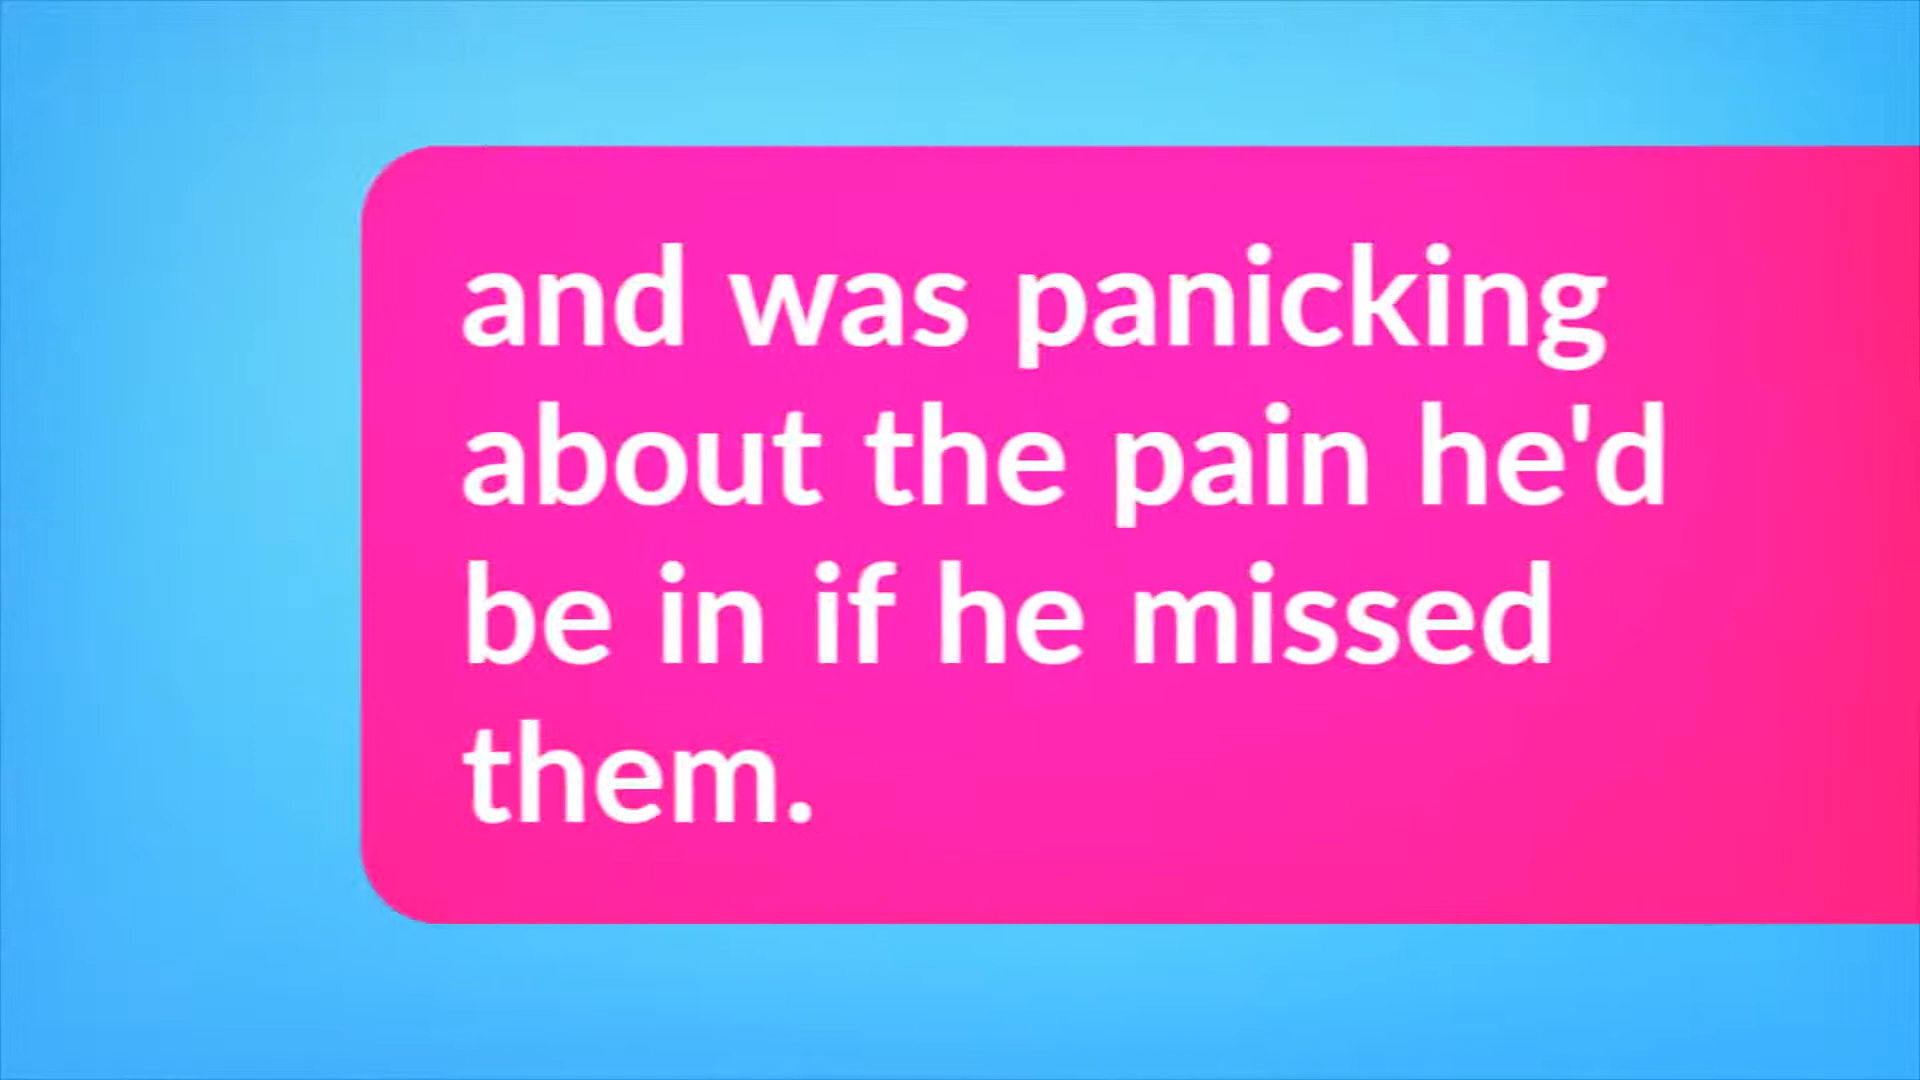 and was panicking
about the pain he'd
be in if he missed
them.